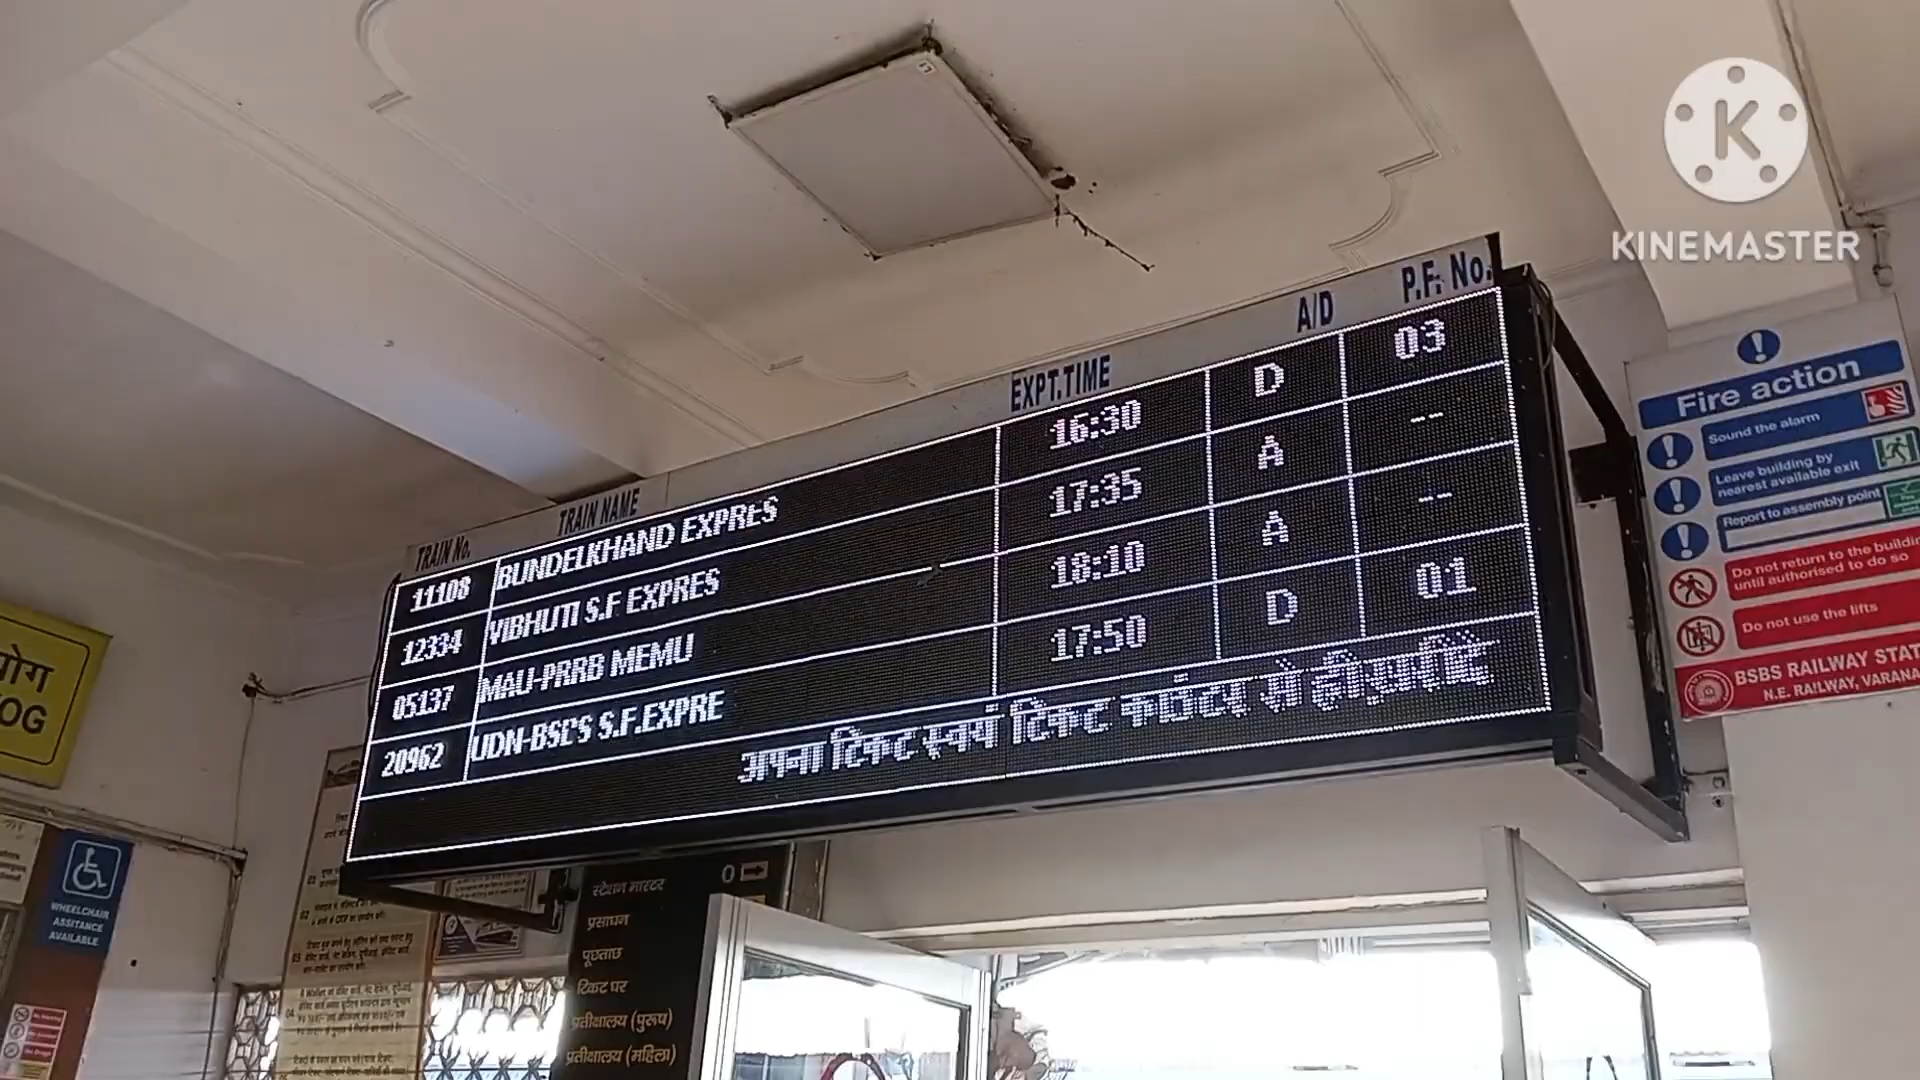 KINEMASTER
TRAIN No. TRAIN NAME EXPT.TIME A/D P.F. No.
11108 BUNDELKHAND EXPRES 16:30 D 03
12334 VIBHUTI S.F EXPRES 17:35 A --
05137 MAU-PRRB MEMU 18:10 A --
20962 UDN-BSBS S.F.EXPRE 17:50 D 01
अपना टिकट स्वयं टिकट काउंटर से ही खरीदें
Fire action
Sound the alarm
Leave building by
nearest available exit
Report to assembly point
Do not return to the buildin
until authorised to do so
Do not use the lifts
BSBS RAILWAY STAT
N.E. RAILWAY, VARANA
योग
OG
WHEELCHAIR
ASSITANCE
AVAILABLE
स्टेशन मास्टर
प्रसाधन
पूछताछ
टिकट घर
प्रतीक्षालय (पुरूष)
प्रतीक्षालय (महिला)